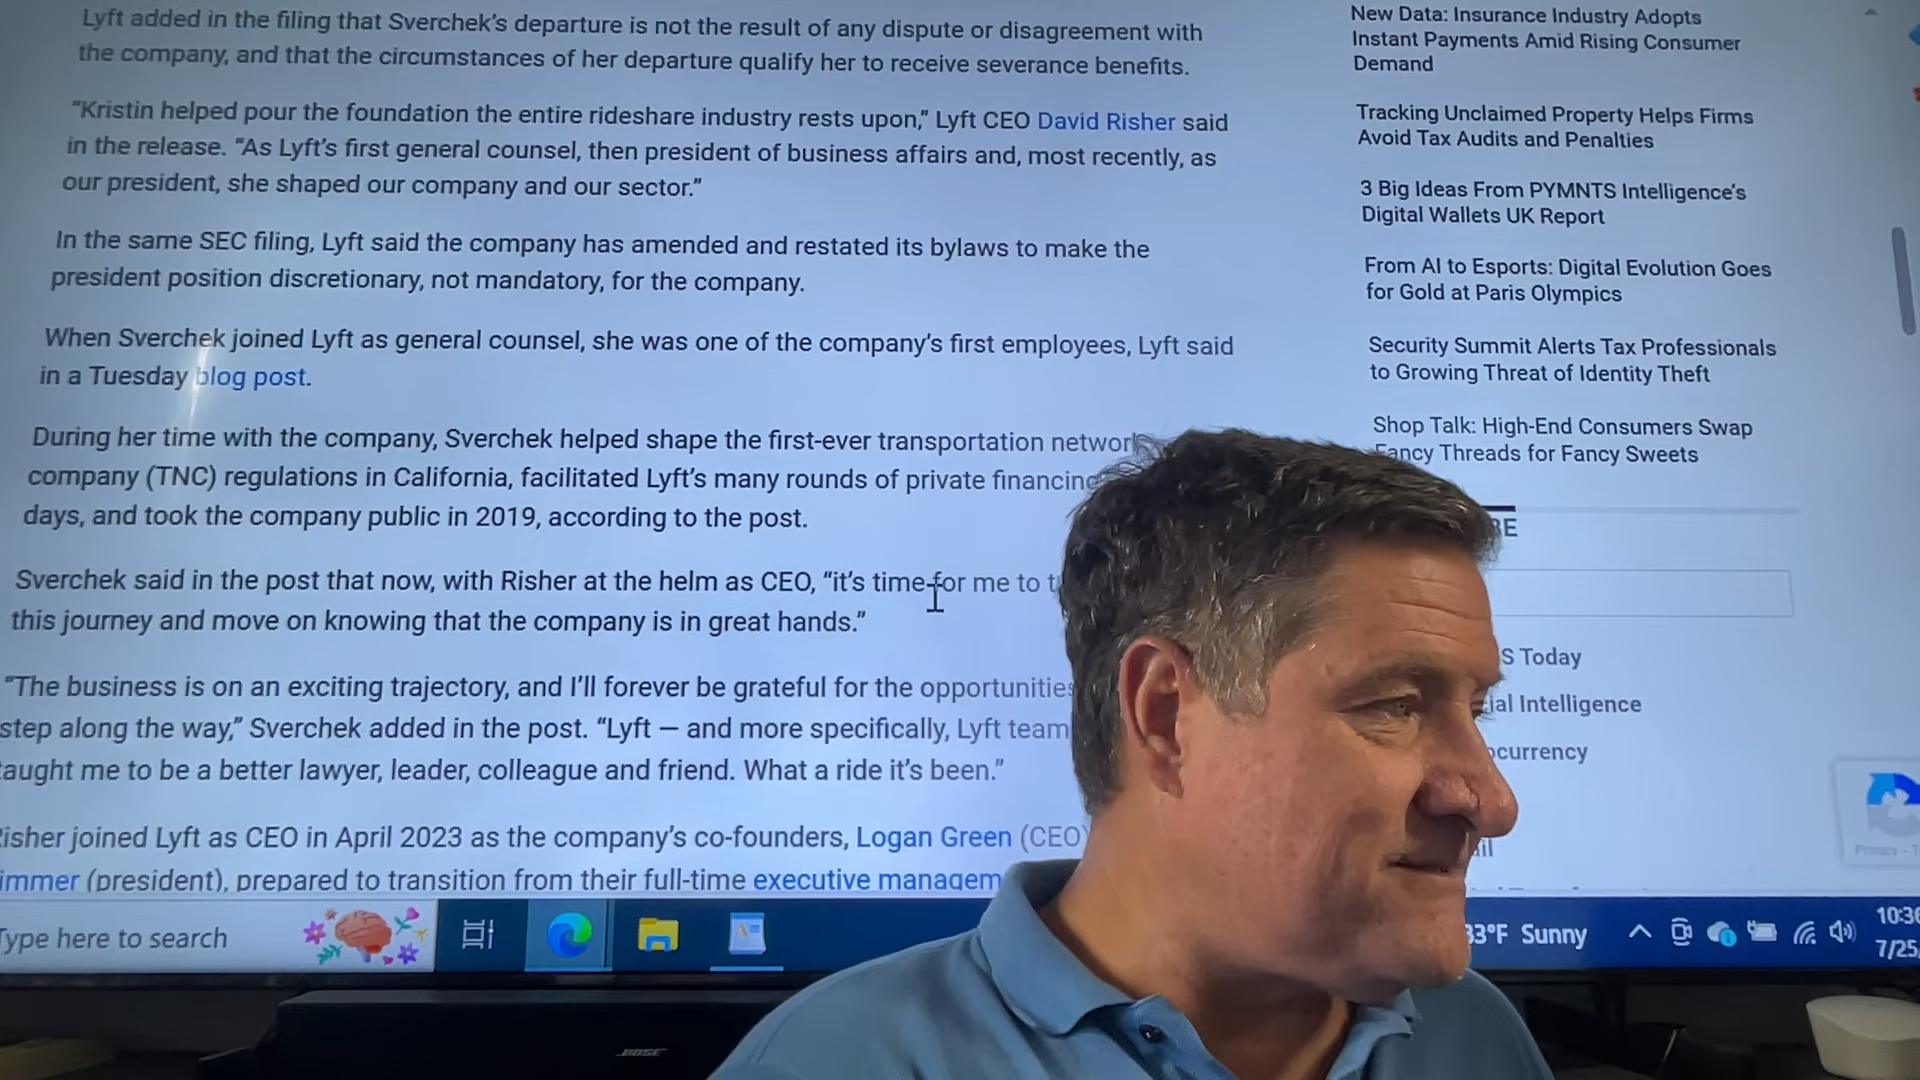 Lyft added in the filing that Sverchek’s departure is not the result of any dispute or disagreement with
the company, and that the circumstances of her departure qualify her to receive severance benefits.
“Kristin helped pour the foundation the entire rideshare industry rests upon,” Lyft CEO David Risher said
in the release. “As Lyft’s first general counsel, then president of business affairs and, most recently, as
our president, she shaped our company and our sector.”
In the same SEC filing, Lyft said the company has amended and restated its bylaws to make the
president position discretionary, not mandatory, for the company.
When Sverchek joined Lyft as general counsel, she was one of the company’s first employees, Lyft said
in a Tuesday blog post.
During her time with the company, Sverchek helped shape the first-ever transportation network
company (TNC) regulations in California, facilitated Lyft’s many rounds of private financing
days, and took the company public in 2019, according to the post.
Sverchek said in the post that now, with Risher at the helm as CEO, “it’s time for me to
this journey and move on knowing that the company is in great hands.”
“The business is on an exciting trajectory, and I’ll forever be grateful for the opportunities
step along the way,” Sverchek added in the post. “Lyft — and more specifically, Lyft team
taught me to be a better lawyer, leader, colleague and friend. What a ride it’s been.”
Risher joined Lyft as CEO in April 2023 as the company’s co-founders, Logan Green (CEO)
immer (president), prepared to transition from their full-time executive managem
New Data: Insurance Industry Adopts
Instant Payments Amid Rising Consumer
Demand
Tracking Unclaimed Property Helps Firms
Avoid Tax Audits and Penalties
3 Big Ideas From PYMNTS Intelligence’s
Digital Wallets UK Report
From AI to Esports: Digital Evolution Goes
for Gold at Paris Olympics
Security Summit Alerts Tax Professionals
to Growing Threat of Identity Theft
Shop Talk: High-End Consumers Swap
Fancy Threads for Fancy Sweets
BE
S Today
ial Intelligence
ocurrency
ail
Privacy - T
Type here to search
33°F Sunny
10:36
7/25
BOSE